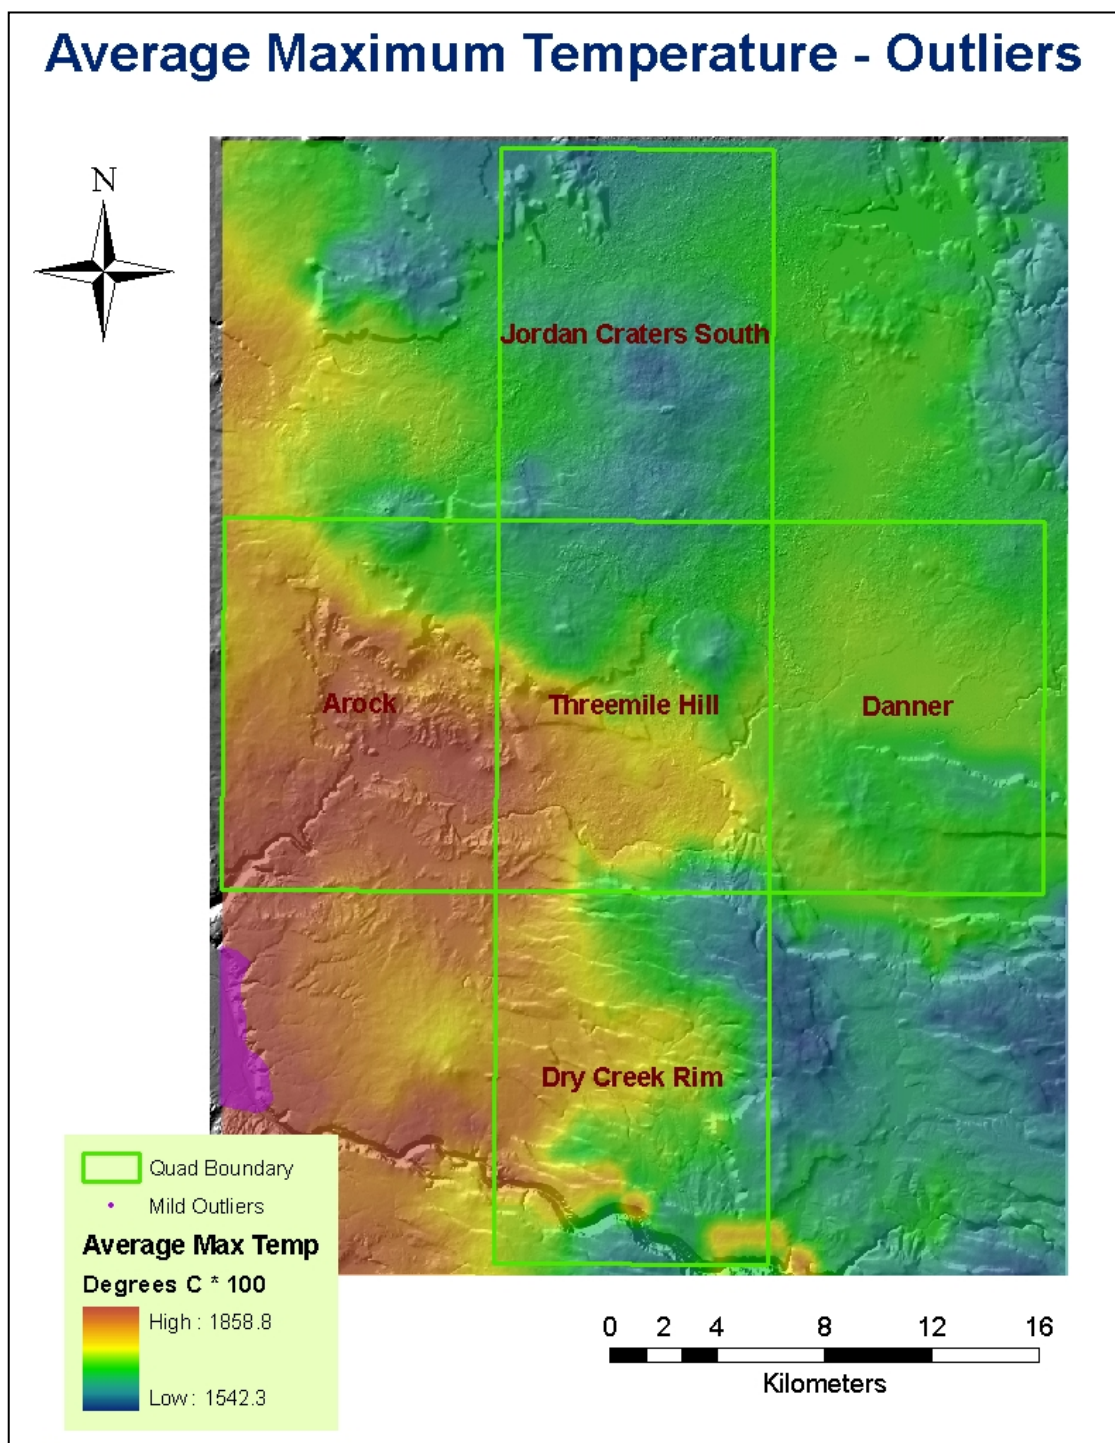 Average Maximum Temperature - Outliers
N
Jordan Craters South
Arock
Threemile Hill
Danner
Dry Creek Rim
Quad Boundary
Mild Outliers
Average Max Temp
Degrees C * 100
High : 1858.8
Low : 1542.3
0 2 4 8 12 16
Kilometers